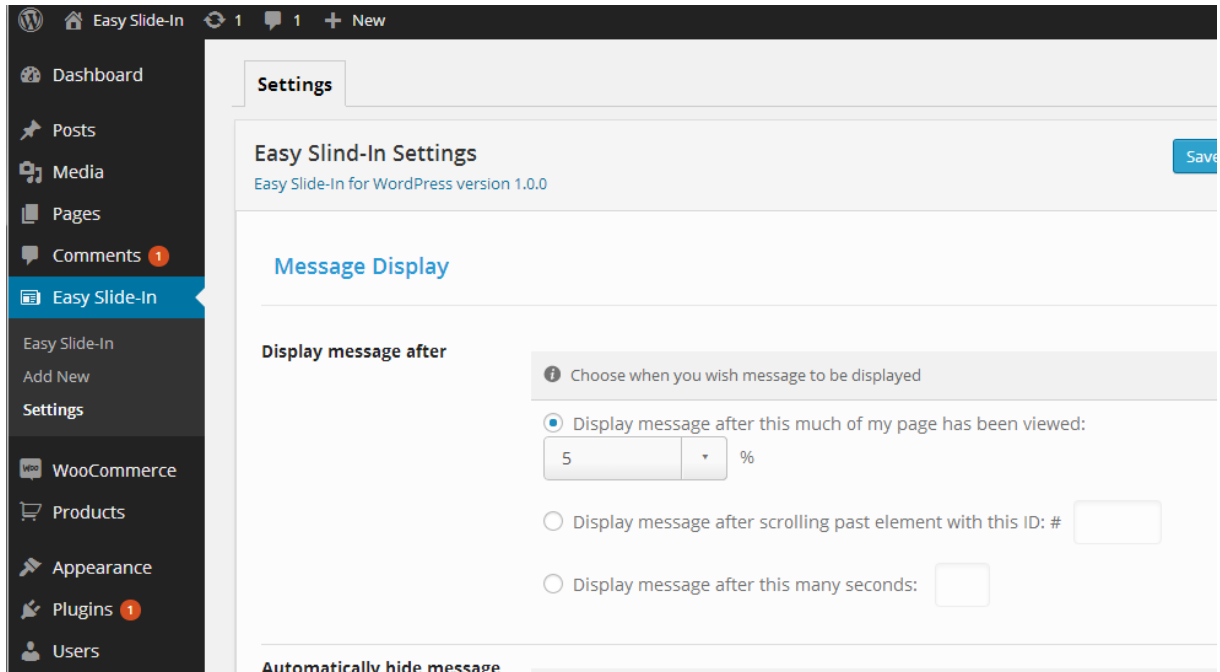 Easy Slide-In 1 1 New
Dashboard
Posts
Media
Pages
Comments 1
Easy Slide-In
Easy Slide-In
Add New
Settings
Woo WooCommerce
Products
Appearance
Plugins 1
Users
Settings
Easy Slind-In Settings
Save
Easy Slide-In for WordPress version 1.0.0
Message Display
Display message after
Choose when you wish message to be displayed
Display message after this much of my page has been viewed:
5 %
Display message after scrolling past element with this ID: #
Display message after this many seconds:
Automatically hide message